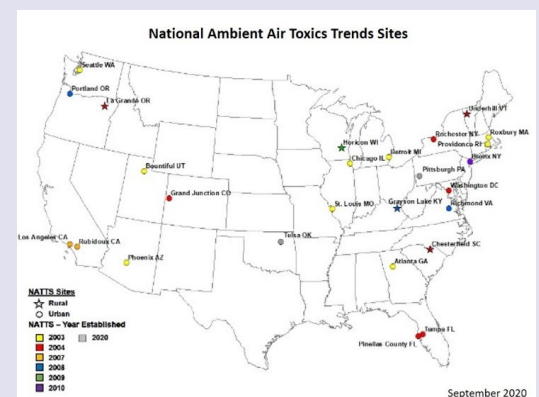 National Ambient Air Toxics Trends Sites
Seattle WA
Portland OR
La Grande OR
Underhill VT
Rochester NY
Roxbury MA
Providence RI
Horicon WI
Chicago IL
Detroit MI
Bronx NY
Pittsburgh PA
Bountiful UT
Washington DC
Grand Junction CO
St. Louis MO
Grayson Lake KY
Richmond VA
Los Angeles CA
Rubidoux CA
Tulsa OK
Chesterfield SC
Phoenix AZ
Atlanta GA
NATTS Sites
Rural
Urban
NATTS – Year Established
2003
2020
2004
2007
2008
2009
2010
Tampa FL
Pinellas County FL
September 2020